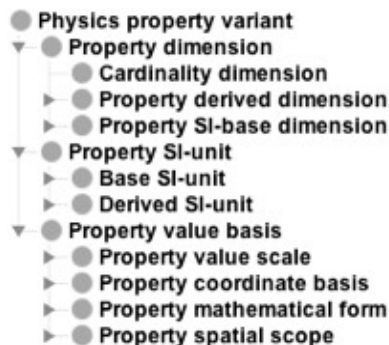 Physics property variant
Property dimension
Cardinality dimension
Property derived dimension
Property SI-base dimension
Property SI-unit
Base SI-unit
Derived SI-unit
Property value basis
Property value scale
Property coordinate basis
Property mathematical form
Property spatial scope